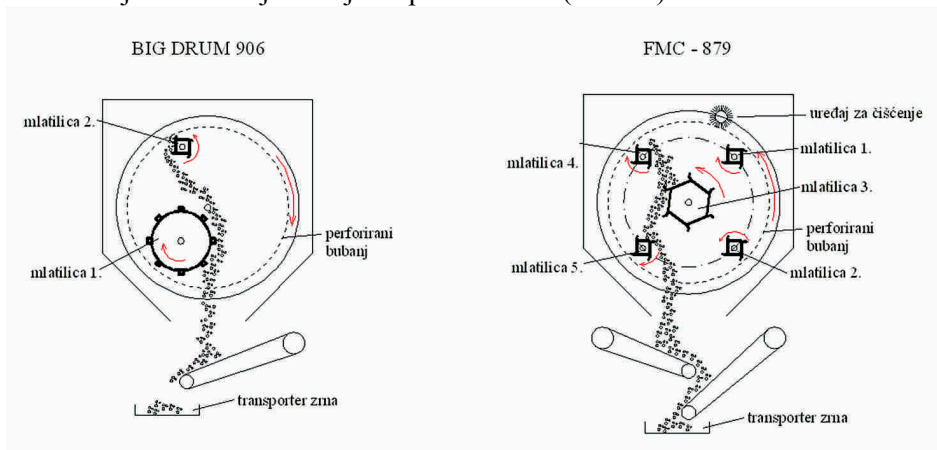 BIG DRUM 906
mlatilica 2.
perforirani
bubanj
mlatilica 1.
transporter zrna
FMC - 879
uređaj za čišćenje
mlatilica 1.
mlatilica 4.
mlatilica 3.
perforirani
bubanj
mlatilica 5.
mlatilica 2.
transporter zrna